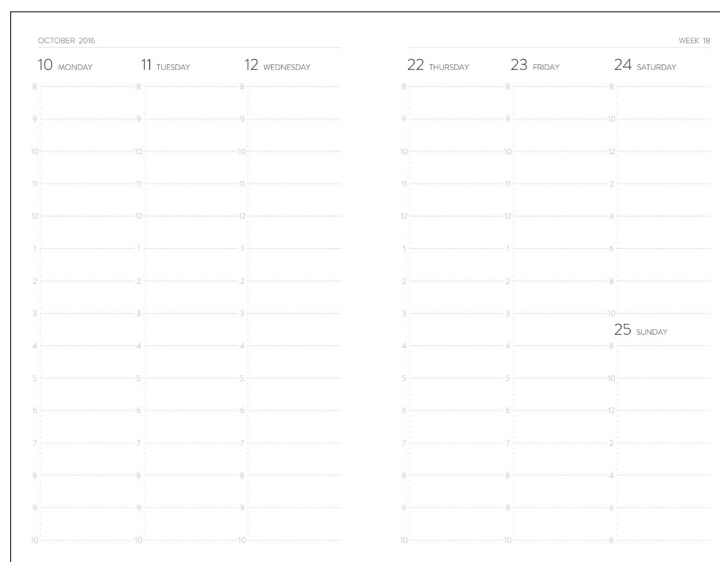 OCTOBER 2016
10 MONDAY 11 TUESDAY 12 WEDNESDAY
8 8 8
9 9 9
10 10 10
11 11 11
12 12 12
1 1 1
2 2 2
3 3 3
4 4 4
5 5 5
6 6 6
7 7 7
8 8 8
9 9 9
10 10 10
WEEK 18
22 THURSDAY 23 FRIDAY 24 SATURDAY
8 8 8
9 9 10
10 10 12
11 11 2
12 12 4
1 1 6
2 2 8
3 3 10
25 SUNDAY
4 4 8
5 5 10
6 6 12
7 7 2
8 8 4
9 9 6
10 10 8